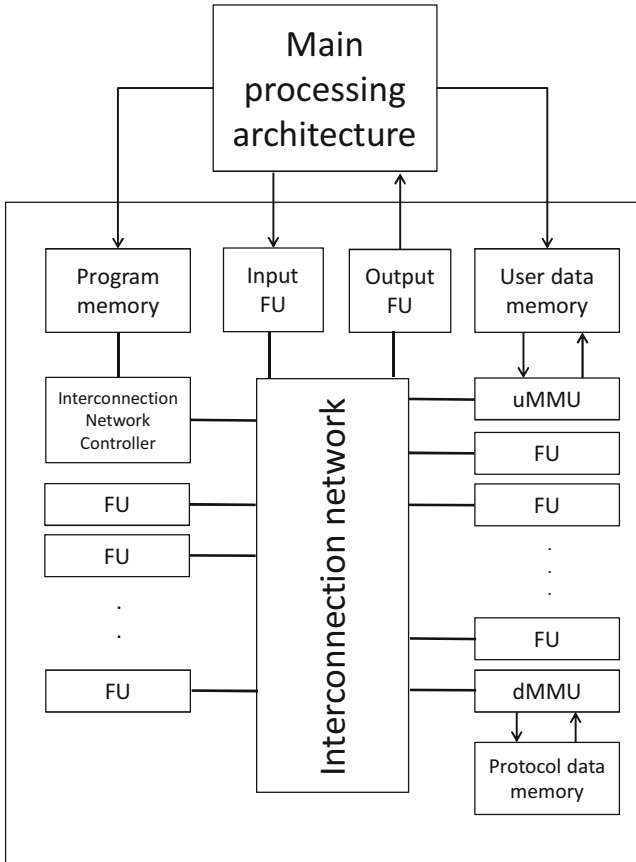 Main
processing
architecture
Program
memory
Input
FU
Output
FU
User data
memory
Interconnection
Network
Controller
uMMU
FU
FU
FU
FU
FU
FU
FU
dMMU
Protocol data
memory
Interconnection network